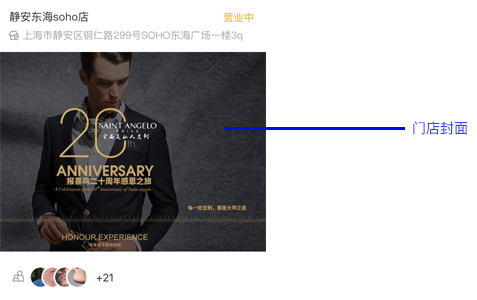 静安东海soho店
营业中
上海市静安区铜仁路299号SOHO东海广场一楼3q
20th
SAINT ANGELO
ANNIVERSARY
报喜鸟二十周年感恩之旅
A Celebration of the 20th Anniversary of Saint angelo
每一处定制，都是大师之道
HONOUR EXPERIENCE
门店封面
+21